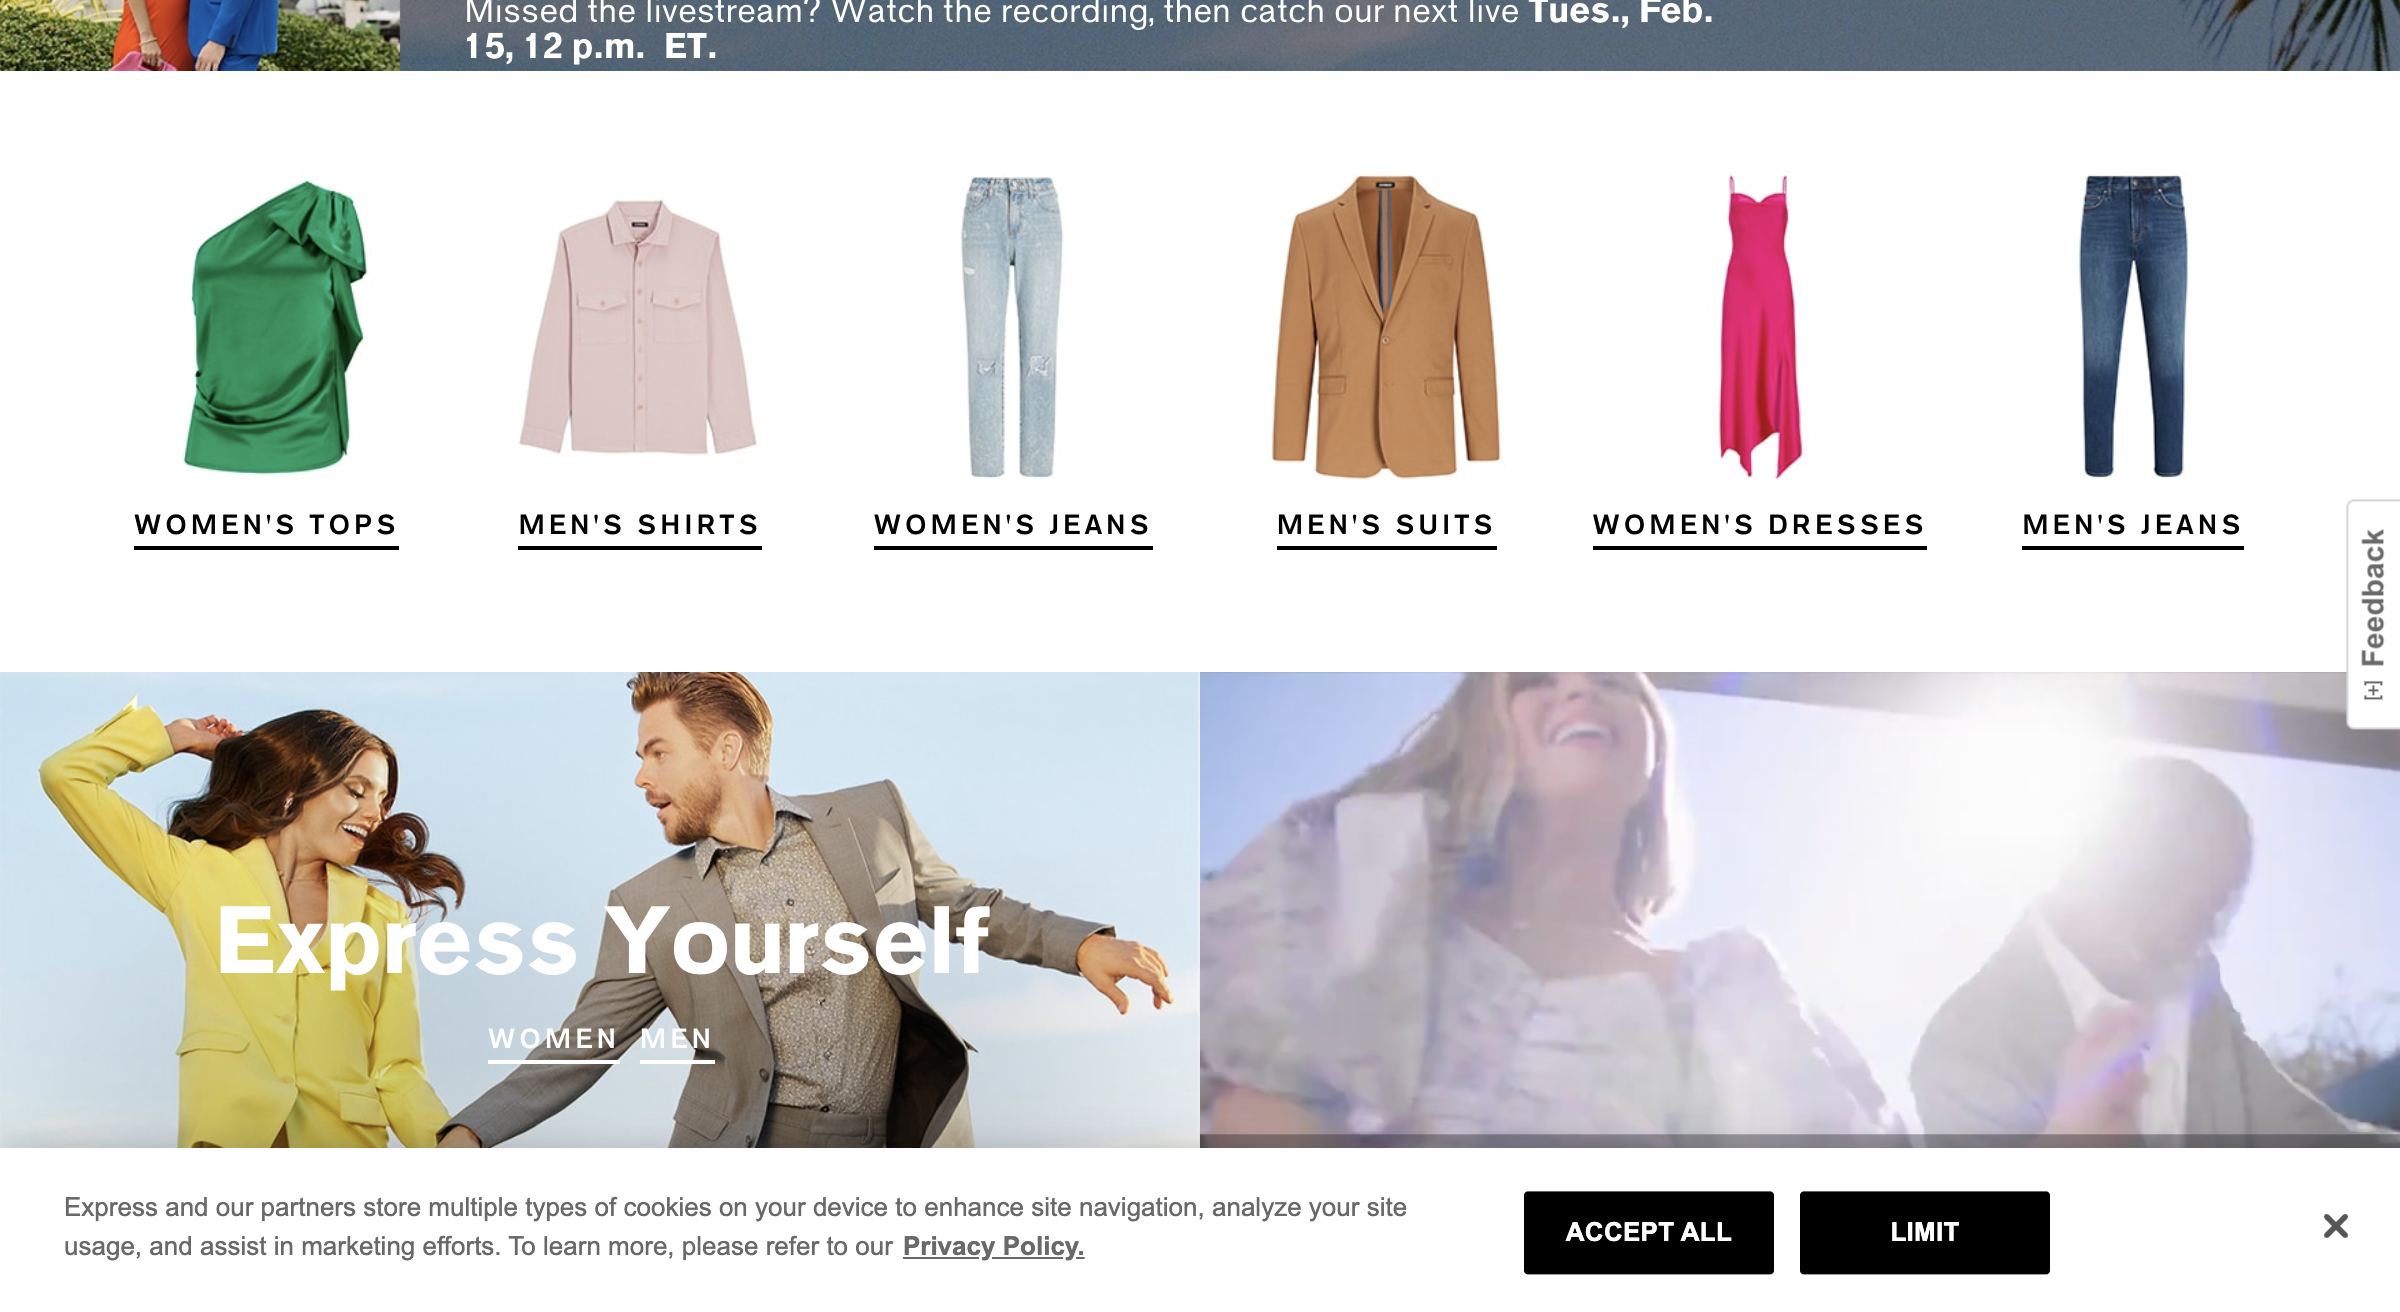 Missed the livestream? Watch the recording, then catch our next live Tues., Feb.
15, 12 p.m. ET.
WOMEN'S TOPS
MEN'S SHIRTS
WOMEN'S JEANS
MEN'S SUITS
WOMEN'S DRESSES
MEN'S JEANS
[+] Feedback
Express Yourself
WOMEN MEN
Express and our partners store multiple types of cookies on your device to enhance site navigation, analyze your site
usage, and assist in marketing efforts. To learn more, please refer to our Privacy Policy.
ACCEPT ALL
LIMIT